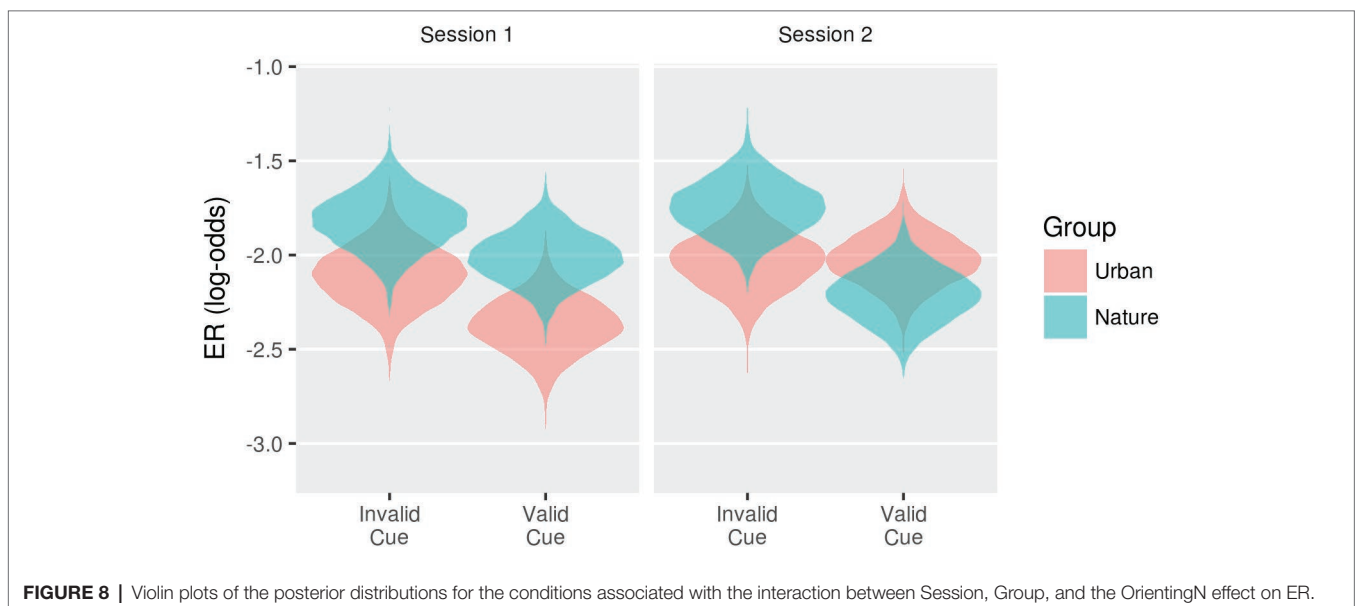 Session 1
Session 2
ER (log-odds)
-1.0
-1.5
-2.0
-2.5
-3.0
Invalid
Cue
Valid
Cue
Invalid
Cue
Valid
Cue
Group
Urban
Nature
FIGURE 8 | Violin plots of the posterior distributions for the conditions associated with the interaction between Session, Group, and the OrientingN effect on ER.